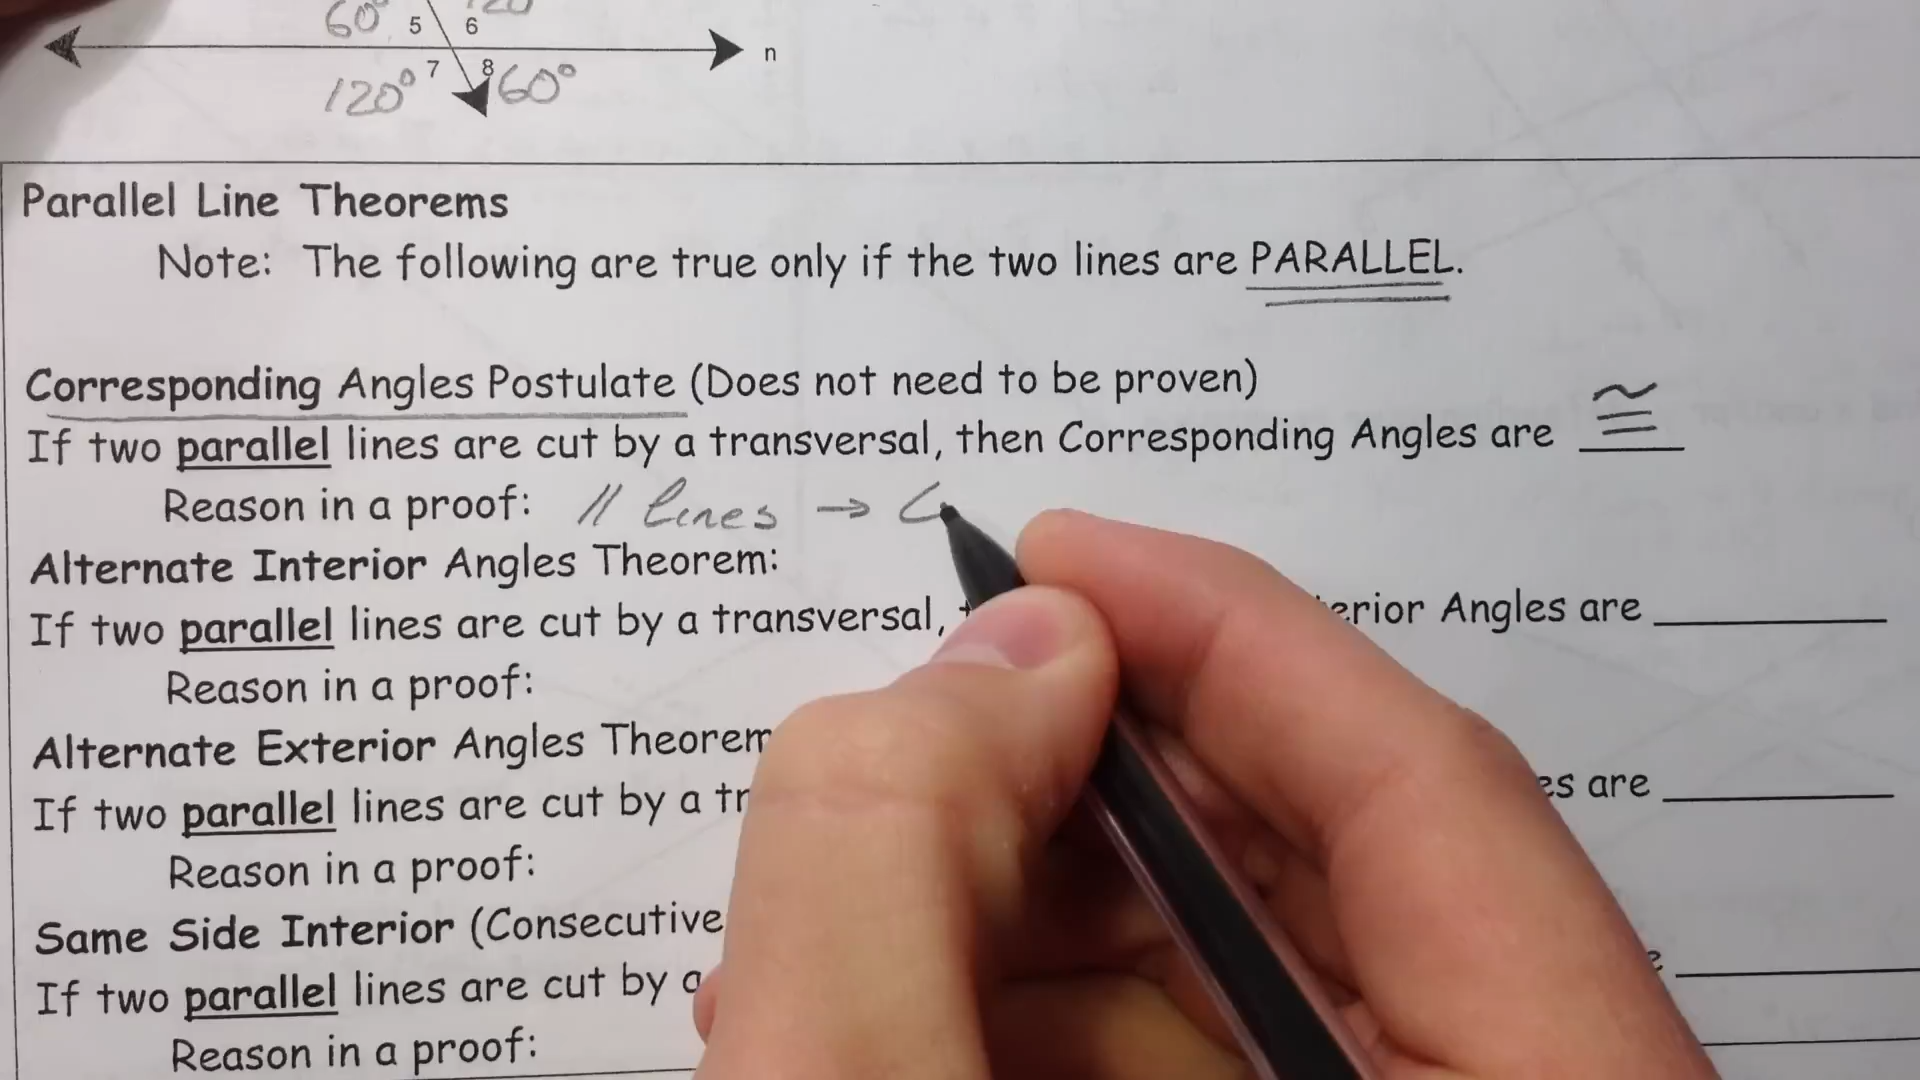 60° 5 6 120
n
120° 7 8 60°
Parallel Line Theorems
Note: The following are true only if the two lines are PARALLEL.
Corresponding Angles Postulate (Does not need to be proven)
If two parallel lines are cut by a transversal, then Corresponding Angles are ≅
Reason in a proof: // lines → C
Alternate Interior Angles Theorem:
If two parallel lines are cut by a transversal, erior Angles are
Reason in a proof:
Alternate Exterior Angles Theorem
If two parallel lines are cut by a tr es are
Reason in a proof:
Same Side Interior (Consecutive
If two parallel lines are cut by a
Reason in a proof: